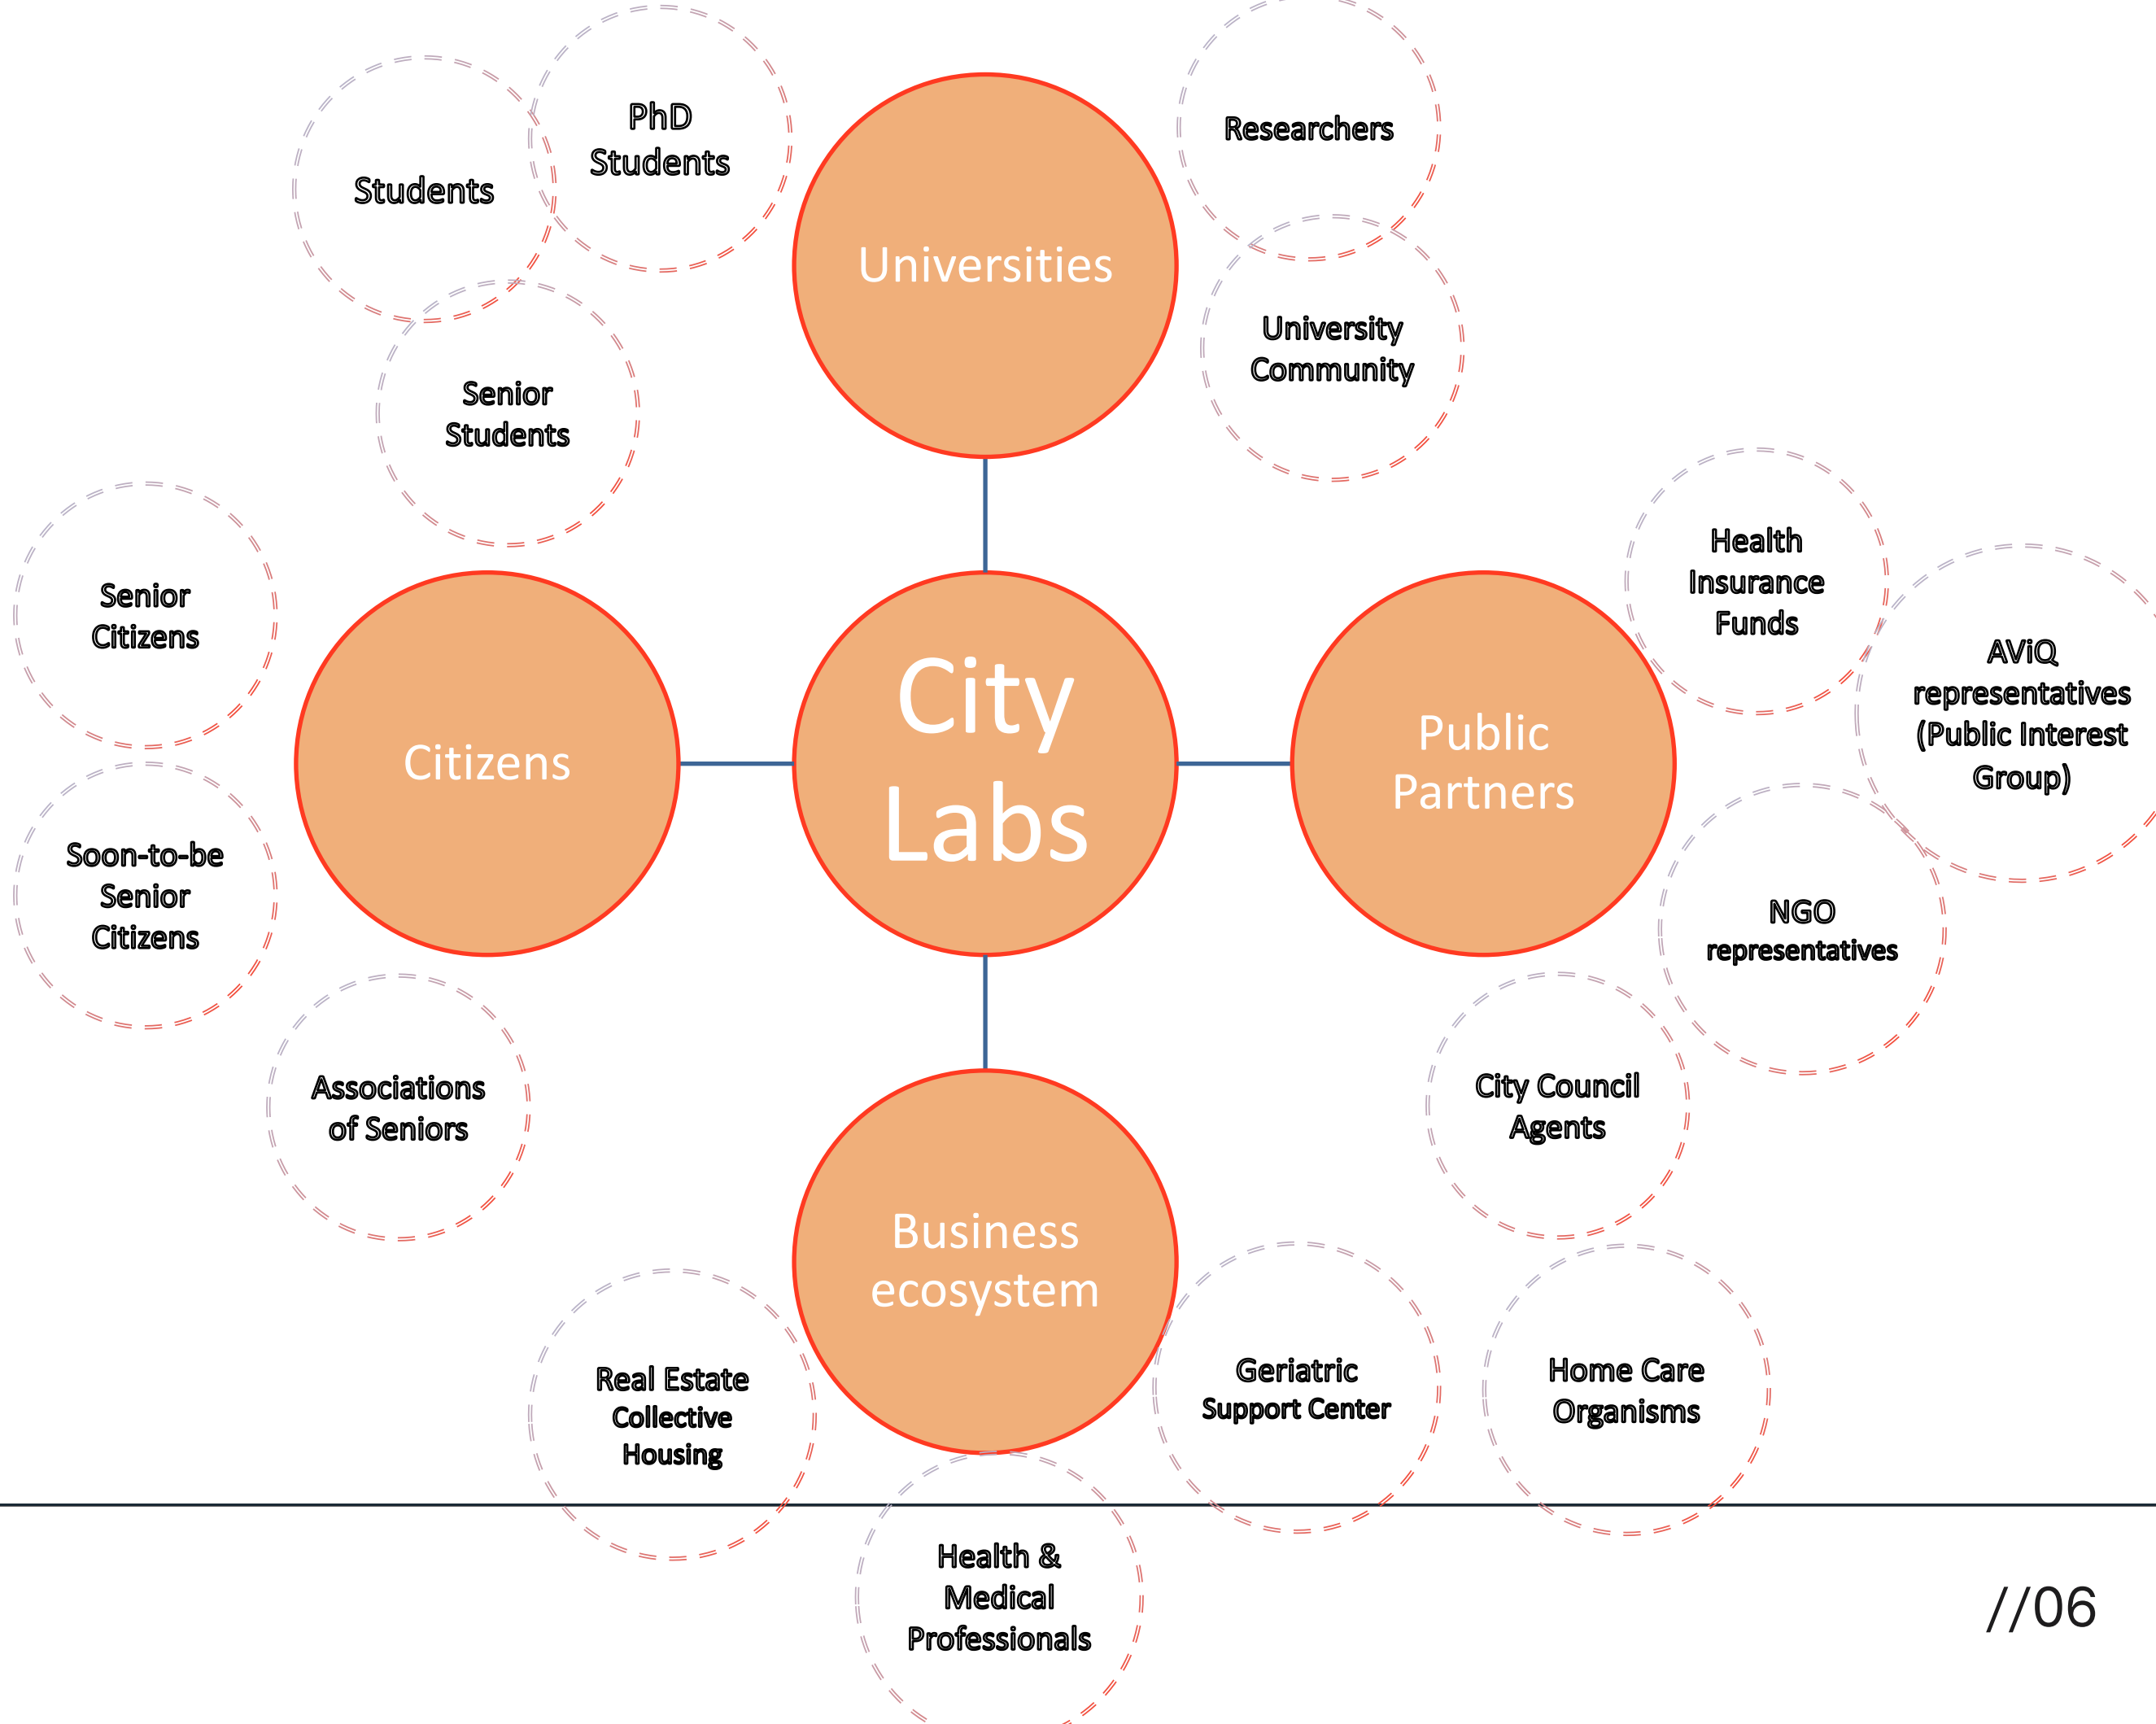 PhD
Students
Students
Researchers
Universities
University
Community
Senior
Students
Health
Insurance
Funds
Senior
Citizens
AViQ
representatives
(Public Interest
Group)
City
Labs
Citizens
Public
Partners
Soon-to-be
Senior
Citizens
NGO
representatives
Associations
of Seniors
City Council
Agents
Business
ecosystem
Real Estate
Collective
Housing
Geriatric
Support Center
Home Care
Organisms
Health &
Medical
Professionals
//06